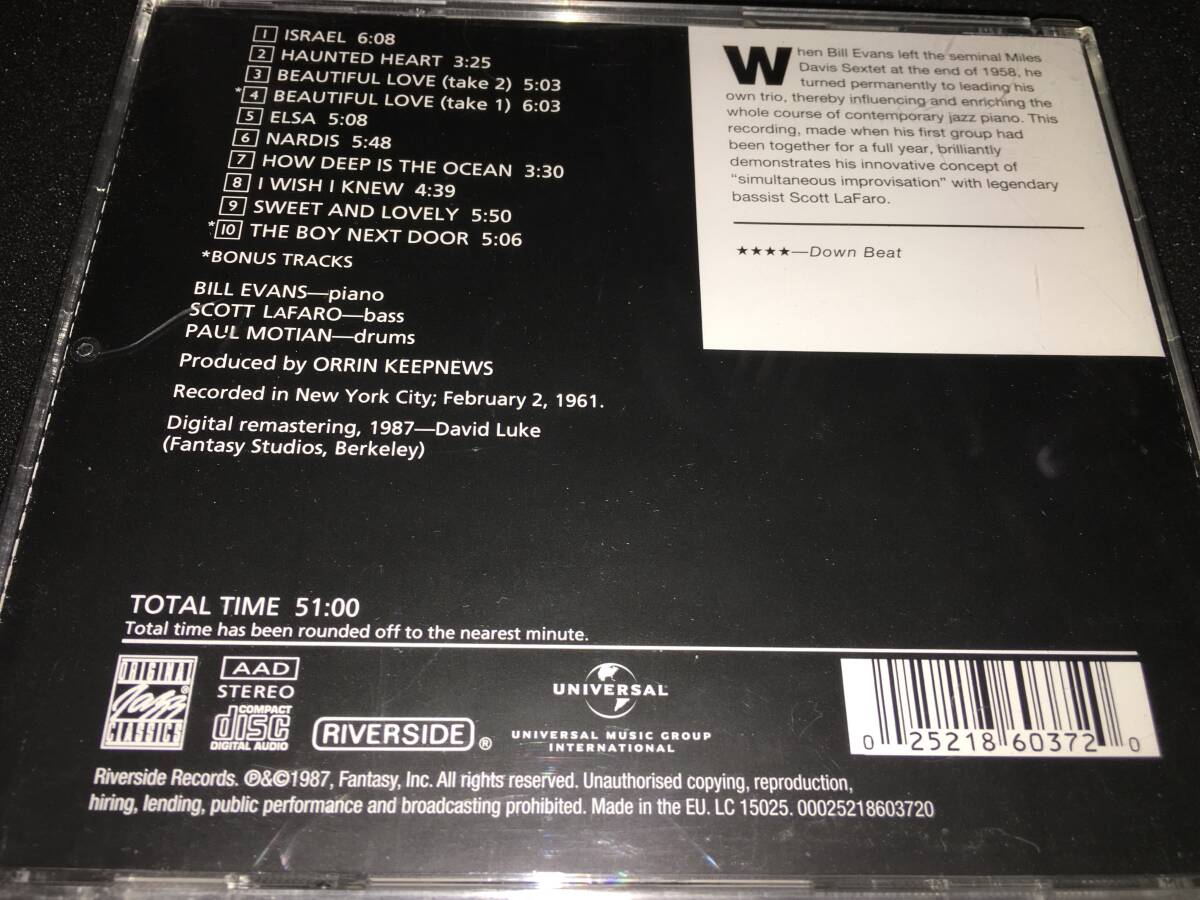 1 ISRAEL 6:08
2 HAUNTED HEART 3:25
3 BEAUTIFUL LOVE (take 2) 5:03
*4 BEAUTIFUL LOVE (take 1) 6:03
5 ELSA 5:08
6 NARDIS 5:48
7 HOW DEEP IS THE OCEAN 3:30
8 I WISH I KNEW 4:39
9 SWEET AND LOVELY 5:50
*10 THE BOY NEXT DOOR 5:06
*BONUS TRACKS
BILL EVANS—piano
SCOTT LaFARO—bass
PAUL MOTIAN—drums
Produced by ORRIN KEEPNEWS
Recorded in New York City; February 2, 1961.
Digital remastering, 1987—David Luke
(Fantasy Studios, Berkeley)
When Bill Evans left the seminal Miles
Davis Sextet at the end of 1958, he
turned permanently to leading his
own trio, thereby influencing and enriching the
whole course of contemporary jazz piano. This
recording, made when his first group had
been together for a full year, brilliantly
demonstrates his innovative concept of
“simultaneous improvisation” with legendary
bassist Scott LaFaro.
★★★★—Down Beat
TOTAL TIME 51:00
Total time has been rounded off to the nearest minute.
ORIGINAL
Jazz®
CLASSICS
AAD
STEREO
COMPACT
disc
DIGITAL AUDIO
RIVERSIDE®
UNIVERSAL
UNIVERSAL MUSIC GROUP
INTERNATIONAL
0 25218 60372 0
Riverside Records. ℗&©1987, Fantasy, Inc. All rights reserved. Unauthorised copying, reproduction,
hiring, lending, public performance and broadcasting prohibited. Made in the EU. LC 15025. 00025218603720